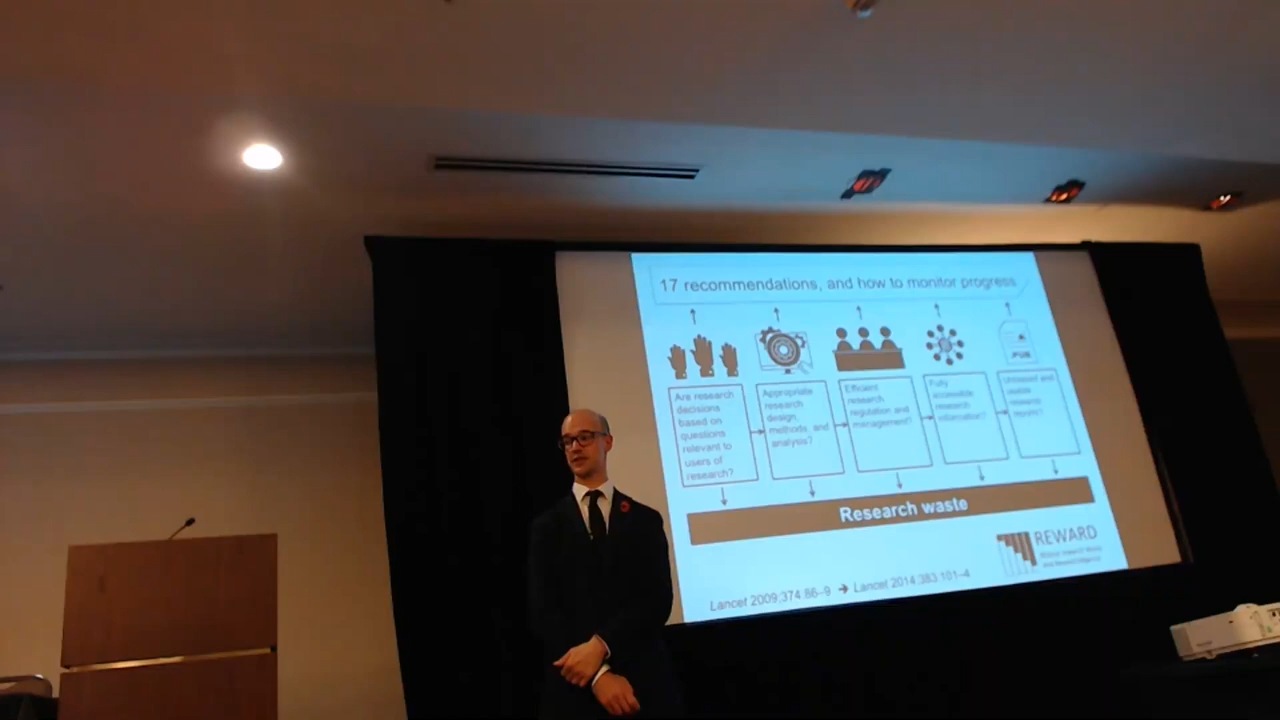 17 recommendations, and how to monitor progress
Are research
decisions
based on
questions
relevant to
users of
research?
Appropriate
research
design,
methods, and
analysis?
Efficient
research
regulation and
management?
Fully
accessible
research
information?
Unbiased and
usable
research
reports?
Research waste
REWARD
Lancet 2009;374:86–9 → Lancet 2014;383:101–4